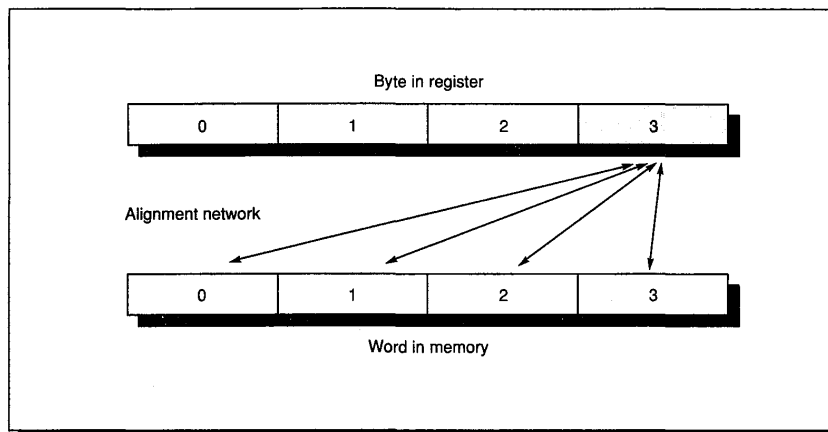 Byte in register
0 1 2 3
Alignment network
0 1 2 3
Word in memory